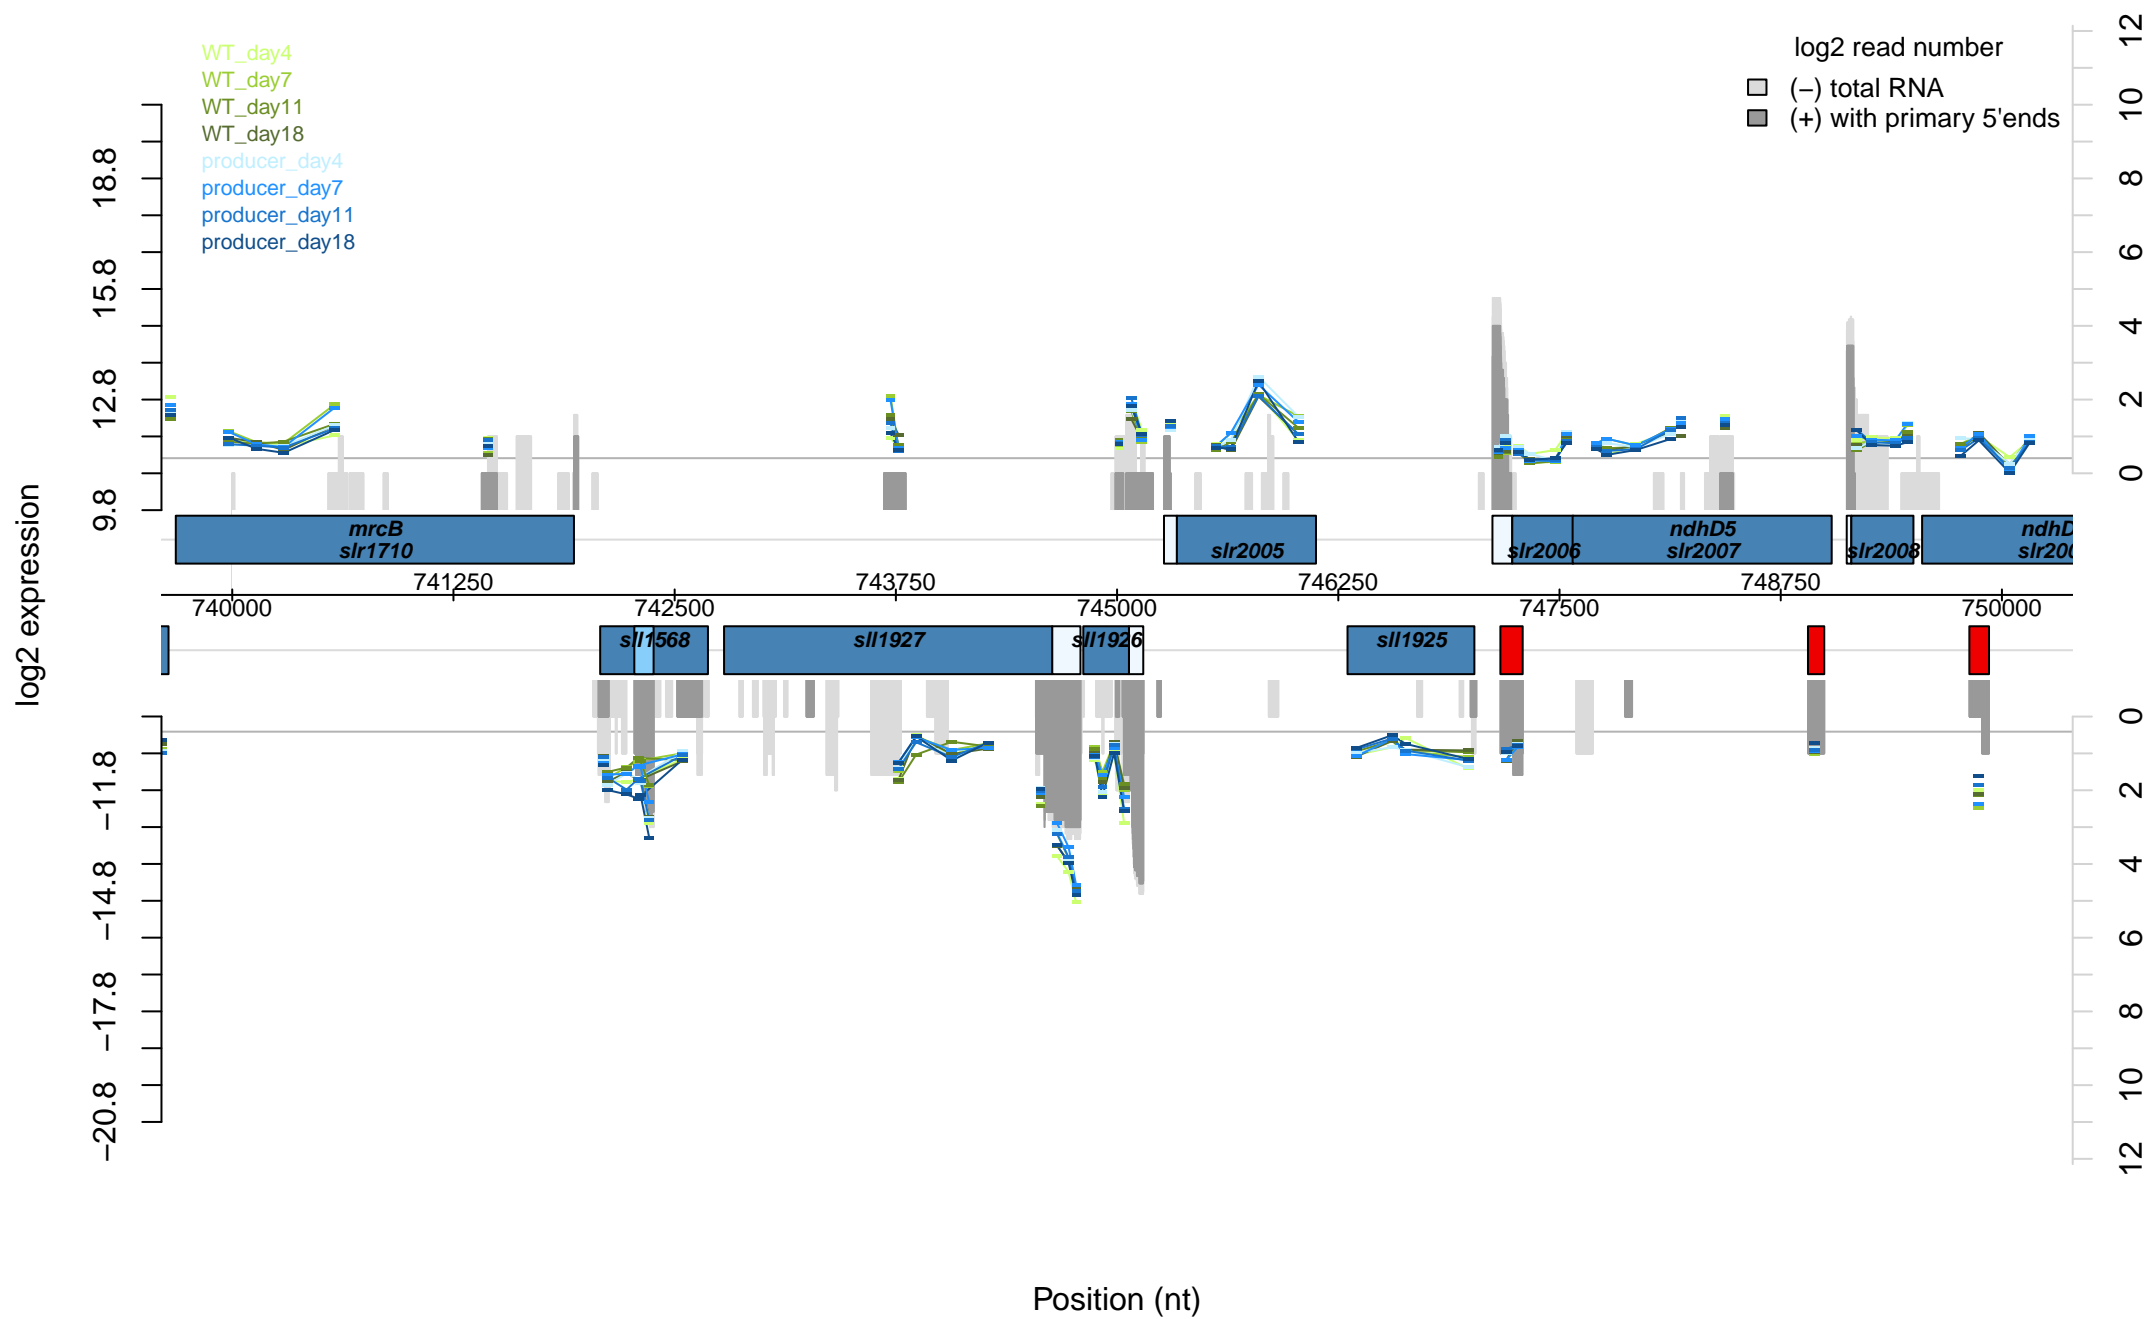 WT_day4
WT_day7
WT_day11
WT_day18
producer_day4
producer_day7
producer_day11
producer_day18
log2 read number
(−) total RNA
(+) with primary 5'ends
log2 expression
18.8
15.8
12.8
9.8
12
10
8
6
4
2
0
mrcB
slr1710
slr2005
slr2006
ndhD5
slr2007
slr2008
ndhD
slr200
741250
743750
746250
748750
740000
742500
745000
747500
750000
sll1568
sll1927
sll1926
sll1925
−11.8
−14.8
−17.8
−20.8
0
2
4
6
8
10
12
Position (nt)